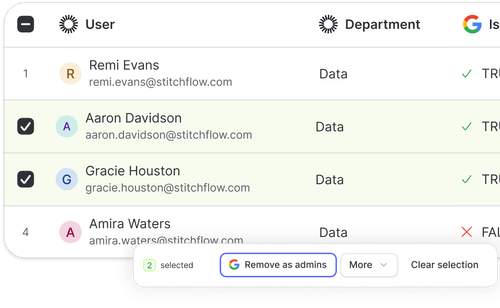 User Department Is
1 R Remi Evans Data TRU
remi.evans@stitchflow.com
A Aaron Davidson Data TRU
aaron.davidson@stitchflow.com
G Gracie Houston Data TRU
gracie.houston@stitchflow.com
4 A Amira Waters Data FAL
amira.waters@stitchflow.com
2 selected Remove as admins More Clear selection